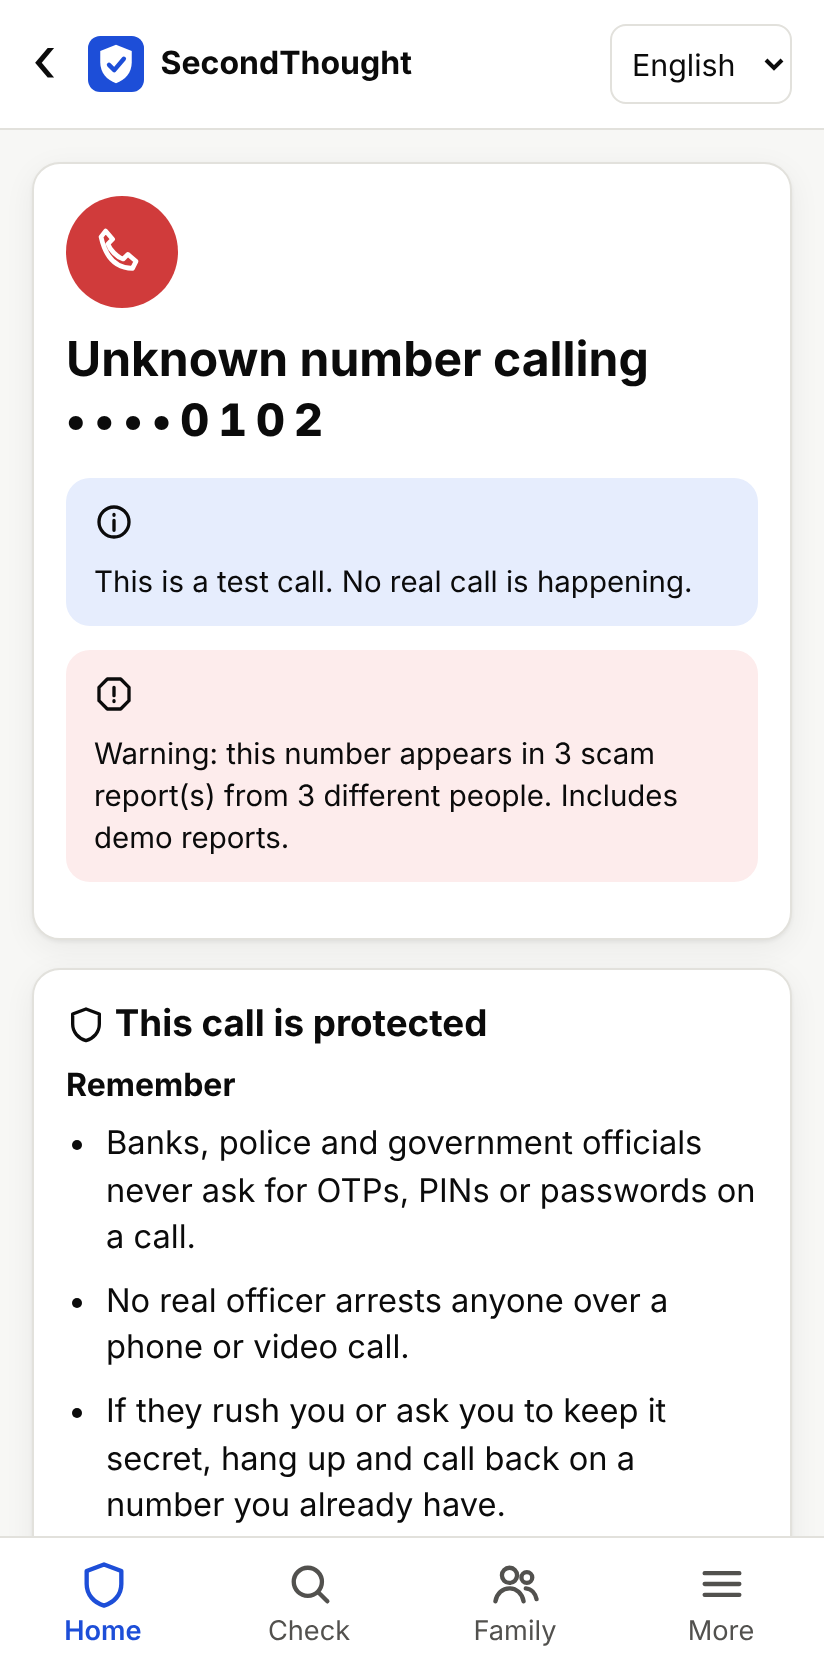 SecondThought
English
Unknown number calling
••••0102
This is a test call. No real call is happening.
Warning: this number appears in 3 scam
report(s) from 3 different people. Includes
demo reports.
This call is protected
Remember
• Banks, police and government officials
never ask for OTPs, PINs or passwords on
a call.
• No real officer arrests anyone over a
phone or video call.
• If they rush you or ask you to keep it
secret, hang up and call back on a
number you already have.
Home
Check
Family
More